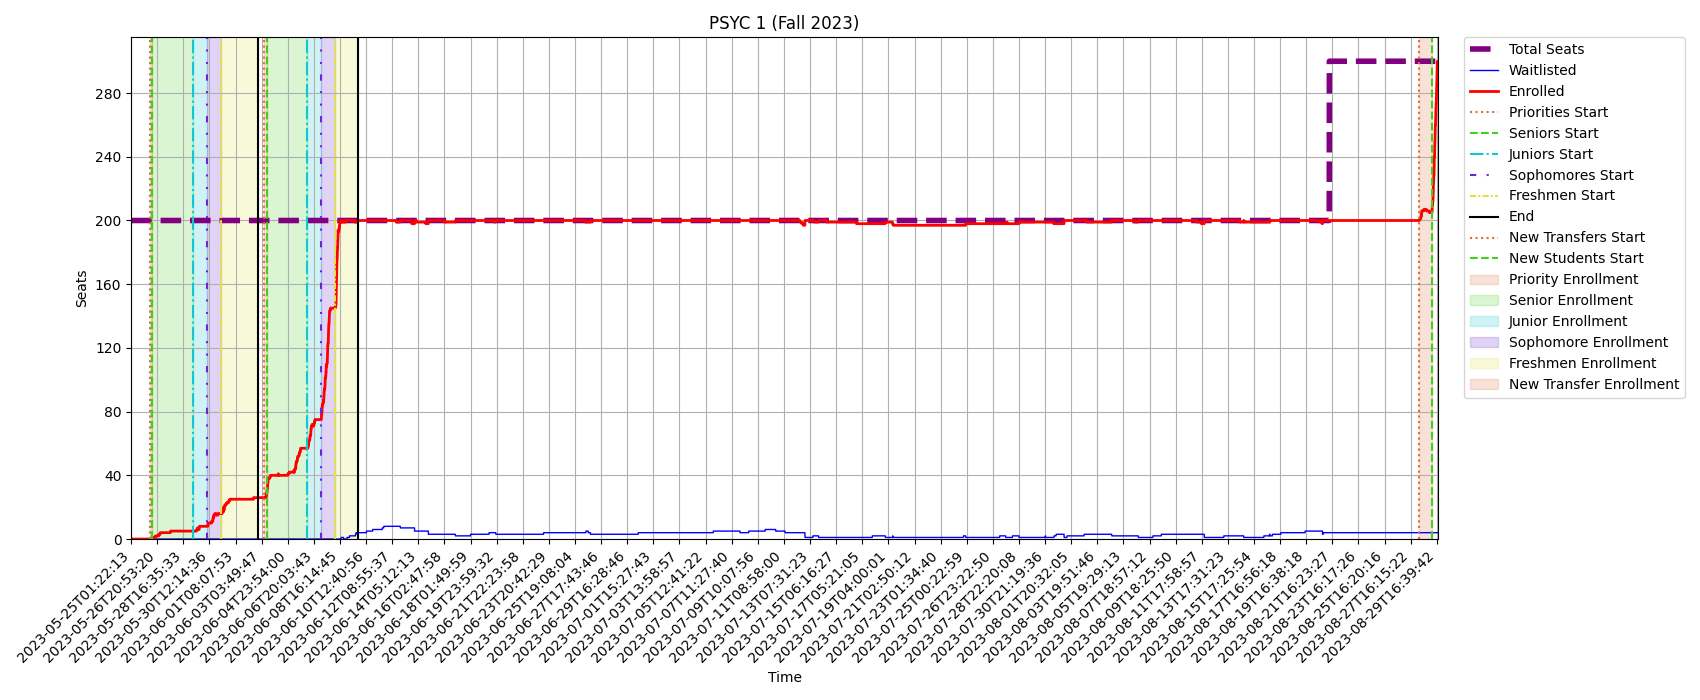 PSYC 1 (Fall 2023)
Seats
280
240
200
160
120
80
40
0
2023-05-25T01:22:13
2023-05-26T20:53:20
2023-05-28T16:35:33
2023-05-30T12:14:36
2023-06-01T08:07:53
2023-06-03T03:49:47
2023-06-04T23:54:00
2023-06-06T20:03:43
2023-06-08T16:14:45
2023-06-10T12:40:56
2023-06-12T08:55:37
2023-06-14T05:12:13
2023-06-16T02:47:58
2023-06-18T01:49:59
2023-06-19T23:59:32
2023-06-21T22:23:58
2023-06-23T20:42:29
2023-06-25T19:08:04
2023-06-27T17:43:46
2023-06-29T16:28:46
2023-07-01T15:27:43
2023-07-03T13:58:57
2023-07-05T12:41:22
2023-07-07T11:27:40
2023-07-09T10:07:56
2023-07-11T08:58:00
2023-07-13T07:31:23
2023-07-15T06:16:27
2023-07-17T05:21:05
2023-07-19T04:00:01
2023-07-21T02:50:12
2023-07-23T01:34:40
2023-07-25T00:22:59
2023-07-26T23:22:50
2023-07-28T22:20:08
2023-07-30T21:19:36
2023-08-01T20:32:05
2023-08-03T19:51:46
2023-08-05T19:29:13
2023-08-07T18:57:12
2023-08-09T18:25:50
2023-08-11T17:58:57
2023-08-13T17:31:23
2023-08-15T17:25:54
2023-08-17T16:56:18
2023-08-19T16:38:18
2023-08-21T16:23:27
2023-08-23T16:17:26
2023-08-25T16:20:16
2023-08-27T16:15:22
2023-08-29T16:39:42
Time
Total Seats
Waitlisted
Enrolled
Priorities Start
Seniors Start
Juniors Start
Sophomores Start
Freshmen Start
End
New Transfers Start
New Students Start
Priority Enrollment
Senior Enrollment
Junior Enrollment
Sophomore Enrollment
Freshmen Enrollment
New Transfer Enrollment